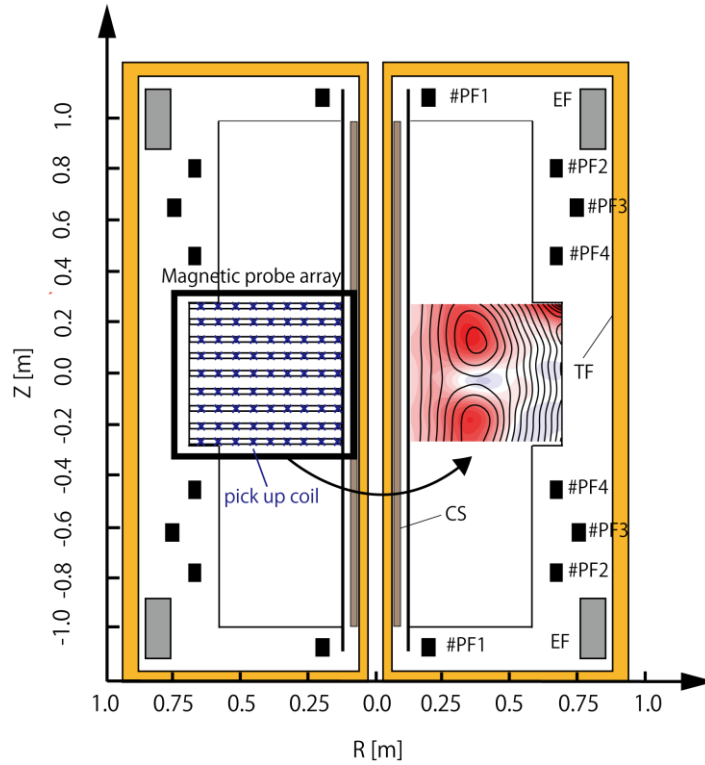 #PF1
EF
1.0
#PF2
0.8
#PF3
0.6
#PF4
0.4
Magnetic probe array
0.2
TF
Z [m]
0.0
-0.2
-0.4
pick up coil
#PF4
CS
-0.6
#PF3
-0.8
#PF2
-1.0
EF
#PF1
1.0 0.75 0.5 0.25 0.0 0.25 0.5 0.75 1.0
R [m]